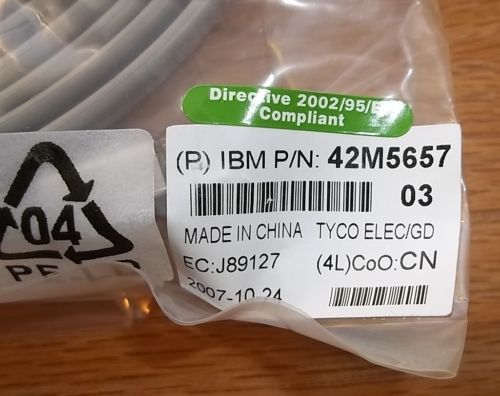 Directive 2002/95/
Compliant
(P) IBM P/N: 42M5657
03
MADE IN CHINA TYCO ELEC/GD
EC:J89127 (4L)CoO:CN
2007-10-24
04